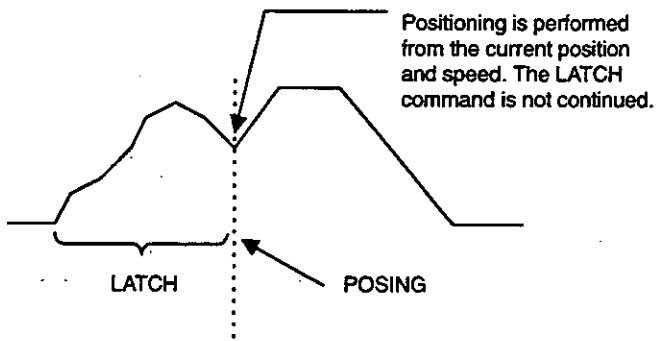 Positioning is performed
from the current position
and speed. The LATCH
command is not continued.
LATCH
POSING